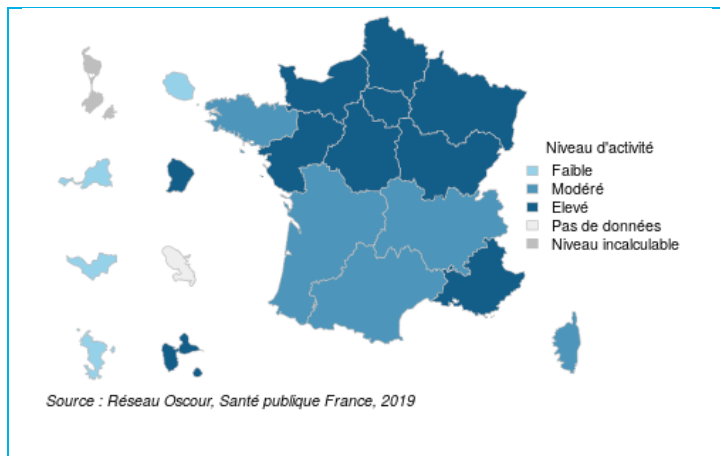 Niveau d'activité
Faible
Modéré
Elevé
Pas de données
Niveau incalculable
Source : Réseau Oscour, Santé publique France, 2019